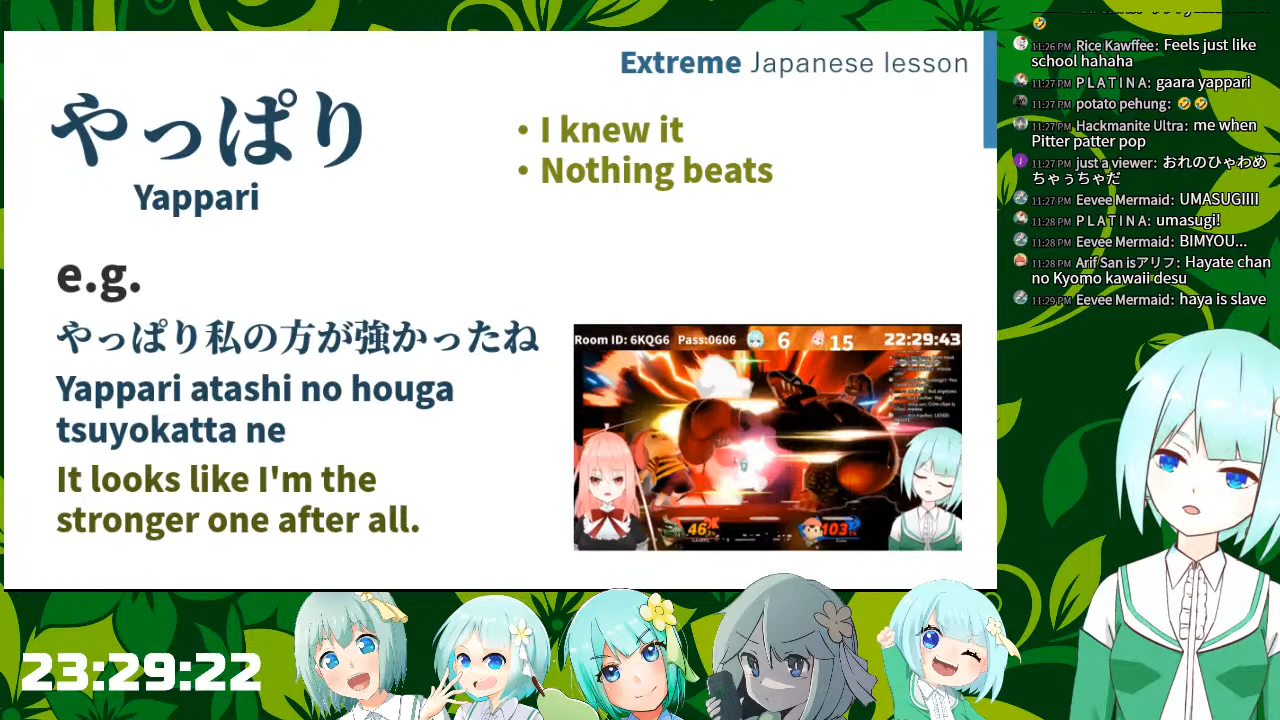 Extreme Japanese lesson
やっぱり
Yappari
• I knew it
• Nothing beats
e.g.
やっぱり私の方が強かったね
Yappari atashi no houga
tsuyokatta ne
It looks like I'm the
stronger one after all.
Room ID: 6KQG6 Pass:0606 6 15 22:29:43
46
103
23:29:22
🤣
11:26 PM Rice Kawffee: Feels just like
school hahaha
11:27 PM P L A T I N A: gaara yappari
11:27 PM potato pehung: 🤣🤣
11:27 PM Hackmanite Ultra: me when
Pitter patter pop
11:27 PM just a viewer: おれのひゃわめ
ちゃぅちゃだ
11:27 PM Eevee Mermaid: UMASUGIIII
11:28 PM P L A T I N A: umasugi!
11:28 PM Eevee Mermaid: BIMYOU...
11:28 PM Arif San isアリフ: Hayate chan
no Kyomo kawaii desu
11:29 PM Eevee Mermaid: haya is slave